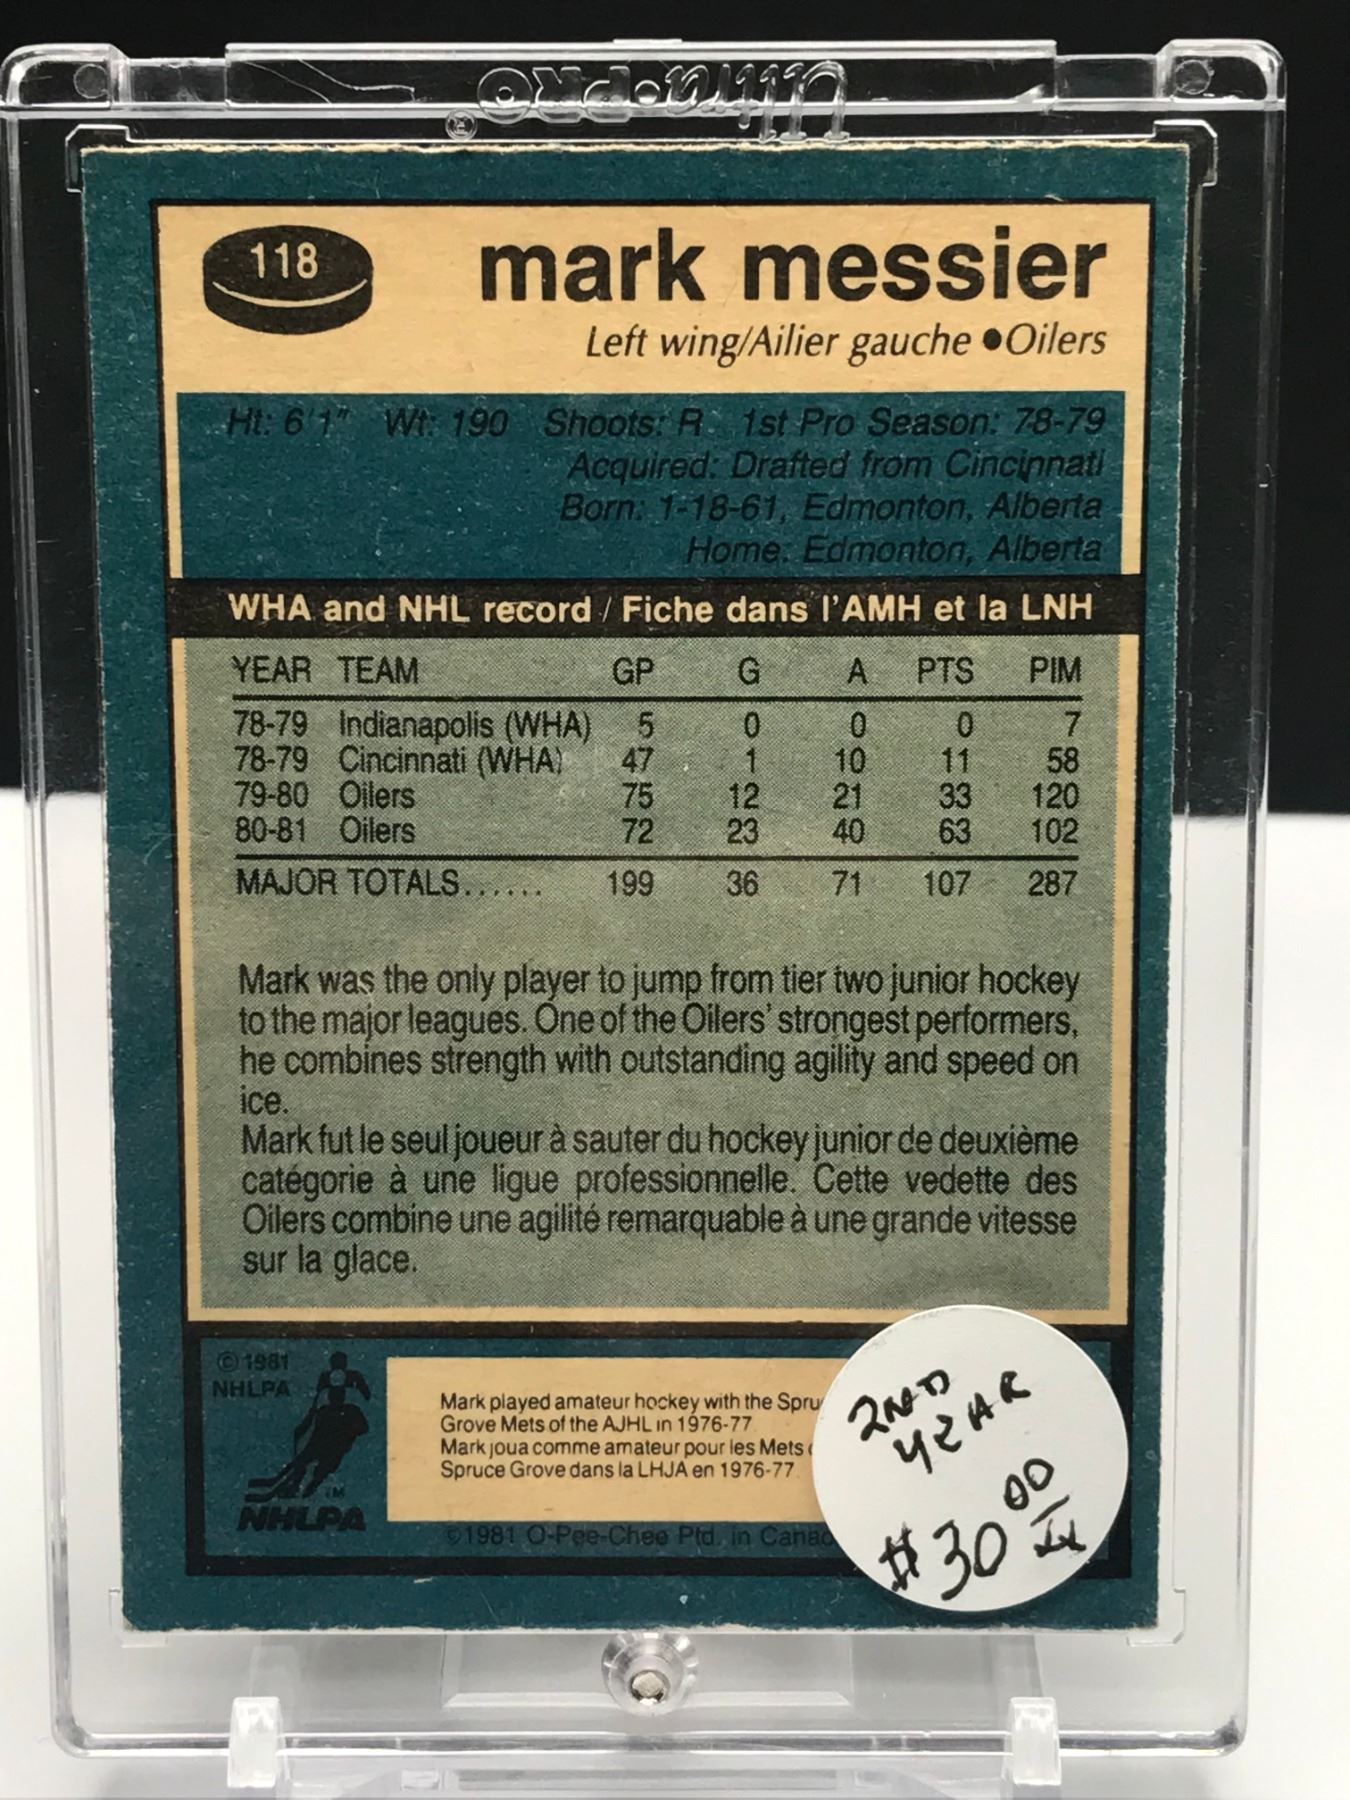 Ultra·PRO®
118
mark messier
Left wing/Ailier gauche ●Oilers
Ht: 6'1" Wt: 190 Shoots: R 1st Pro Season: 78-79
Acquired: Drafted from Cincinnati
Born: 1-18-61, Edmonton, Alberta
Home: Edmonton, Alberta
WHA and NHL record / Fiche dans l'AMH et la LNH
YEAR TEAM GP G A PTS PIM
78-79 Indianapolis (WHA) 5 0 0 0 7
78-79 Cincinnati (WHA) 47 1 10 11 58
79-80 Oilers 75 12 21 33 120
80-81 Oilers 72 23 40 63 102
MAJOR TOTALS...... 199 36 71 107 287
Mark was the only player to jump from tier two junior hockey
to the major leagues. One of the Oilers' strongest performers,
he combines strength with outstanding agility and speed on
ice.
Mark fut le seul joueur à sauter du hockey junior de deuxième
catégorie à une ligue professionnelle. Cette vedette des
Oilers combine une agilité remarquable à une grande vitesse
sur la glace.
© 1981
NHLPA
TM
NHLPA
Mark played amateur hockey with the Spru
Grove Mets of the AJHL in 1976-77
Mark joua comme amateur pour les Mets
Spruce Grove dans la LHJA en 1976-77
©1981 O-Pee-Chee Ptd. in Canad
2ND
YEAR
$30 00